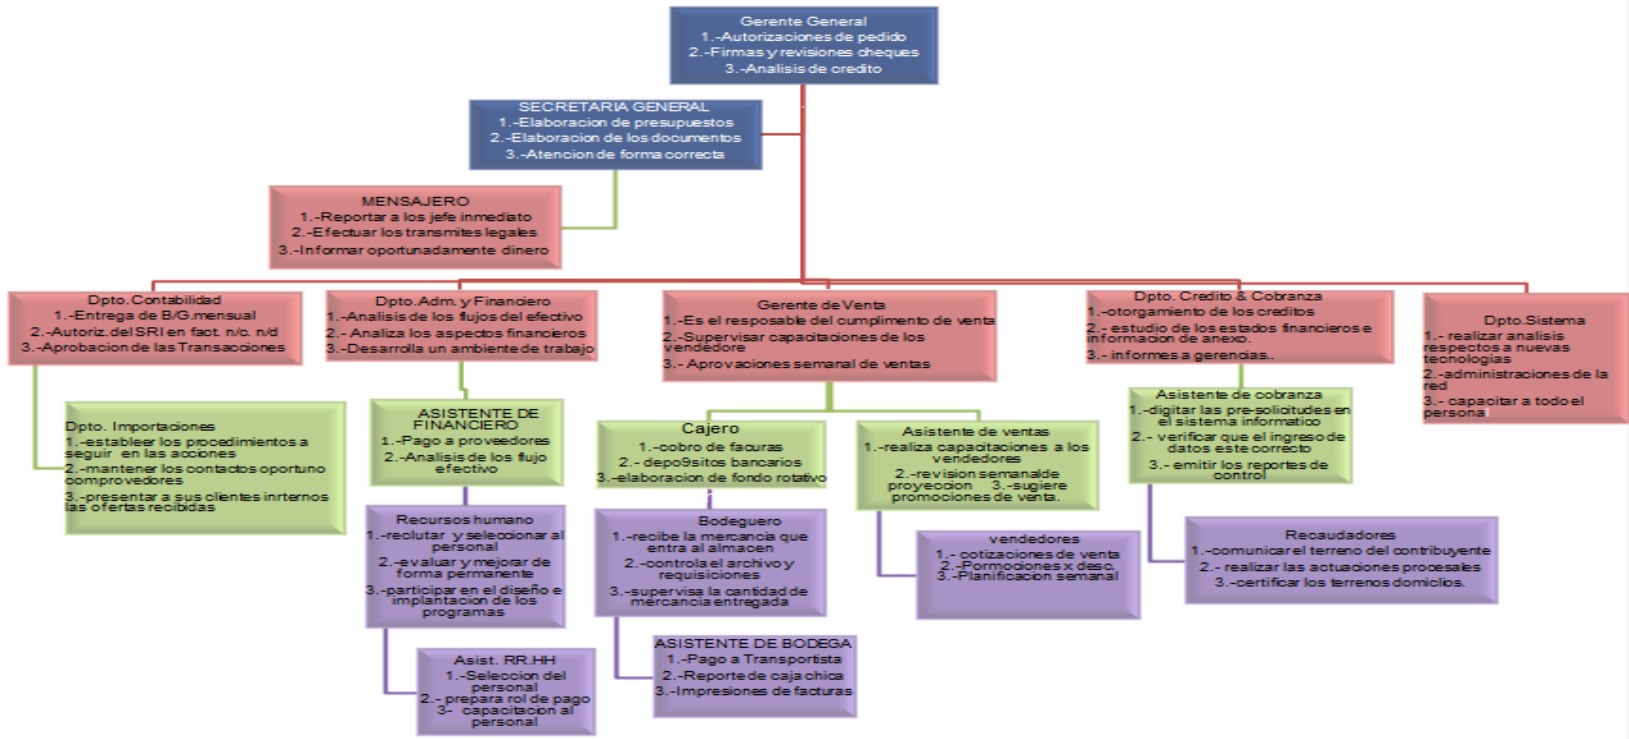 Gerente General
1.-Autorizaciones de pedido
2.-Firmas y revisiones cheques
3.-Analisis de credito
SECRETARIA GENERAL
1.-Elaboracion de presupuestos
2.-Elaboracion de los documentos
3.-Atencion de forma correcta
MENSAJERO
1.-Reportar a los jefe inmediato
2.-Efectuar los transmites legales
3.-Informar oportunadamente dinero
Dpto.Contabilidad
1.-Entrega de B/G.mensual
2.-Autoriz.del SRI en fact. n/c. n/d
3.-Aprobacion de las Transacciones
Dpto.Adm. y Financiero
1.-Analisis de los flujos del efectivo
2.- Analiza los aspectos financieros
3.-Desarrolla un ambiente de trabajo
Gerente de Venta
1.-Es el resposable del cumplimento de venta
2.-Supervisar capacitaciones de los
vendedore
3.- Aprovaciones semanal de ventas
Dpto. Credito & Cobranza
1.-otorgamiento de los creditos
2.- estudio de los estados financieros e
informacion de anexo.
3.- informes a gerencias..
Dpto.Sistema
1.- realizar analisis
respectos a nuevas
tecnologias
2.-administraciones de la
red
3.- capacitar a todo el
personal
Dpto. Importaciones
1.-estableer los procedimientos a
seguir en las acciones
2.-mantener los contactos oportuno
comprovedores
3.-presentar a sus clientes inrternos
las ofertas recibidas
ASISTENTE DE
FINANCIERO
1.-Pago a proveedores
2.-Analisis de los flujo
efectivo
Cajero
1.-cobro de facuras
2.- depo9sitos bancarios
3.-elaboracion de fondo rotativo
Asistente de ventas
1.-realiza capacitaciones a los
vendedores
2.-revision semanalde
proyeccion 3.-sugiere
promociones de venta.
Asistente de cobranza
1.-digitar las pre-solicitudes en
el sistema informatico
2.- verificar que el ingreso de
datos este correcto
3.- emitir los reportes de
control
Recursos humano
1.-reclutar y seleccionar al
personal
2.-evaluar y mejorar de
forma permanente
3.-participar en el diseño e
implantacion de los
programas
Bodeguero
1.-recibe la mercancia que
entra al almacen
2.-controla el archivo y
requisiciones
3.-supervisa la cantidad de
mercancia entregada
vendedores
1.- cotizaciones de venta
2.-Pormociones x desc.
3.-Planificacion semanal
Recaudadores
1.-comunicar el terreno del contribuyente
2.- realizar las actuaciones procesales
3.-certificar los terrenos domiclios.
Asist. RR.HH
1.-Seleccion del
personal
2.- prepara rol de pago
3- capacitacion al
personal
ASISTENTE DE BODEGA
1.-Pago a Transportista
2.-Reporte de caja chica
3.-Impresiones de facturas